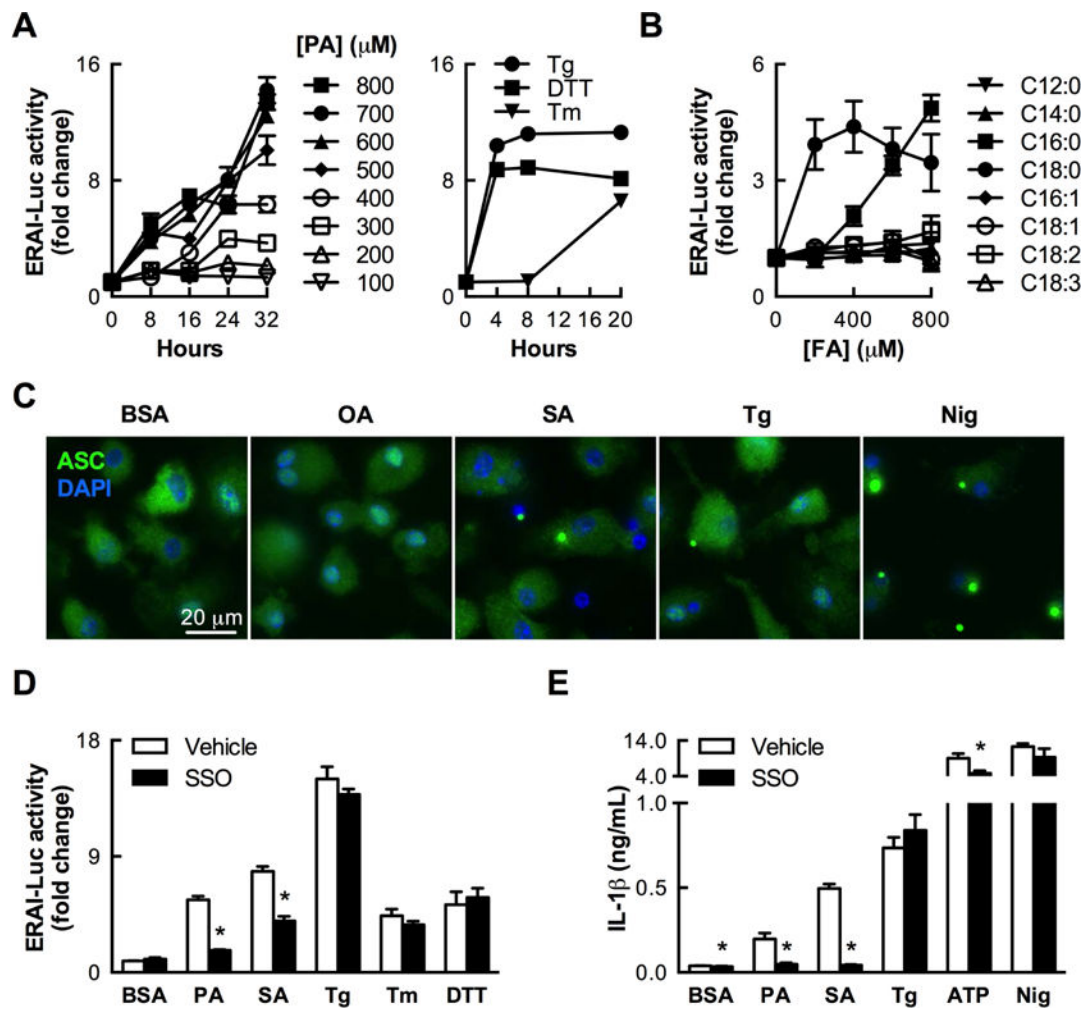 A
ERAI-Luc activity
(fold change)
16
8
1
0 8 16 24 32
Hours
[PA] (μM)
800
700
600
500
400
300
200
100
16
8
1
0 4 8 12 16 20
Hours
Tg
DTT
Tm
B
ERAI-Luc activity
(fold change)
6
3
0
0 400 800
[FA] (μM)
C12:0
C14:0
C16:0
C18:0
C16:1
C18:1
C18:2
C18:3
C
BSA OA SA Tg Nig
ASC
DAPI
20 μm
D
ERAI-Luc activity
(fold change)
18
9
0
Vehicle
SSO
* *
BSA PA SA Tg Tm DTT
E
IL-1β (ng/mL)
14.0
4.0
1.0
0.5
0.0
Vehicle
SSO
* * * *
BSA PA SA Tg ATP Nig